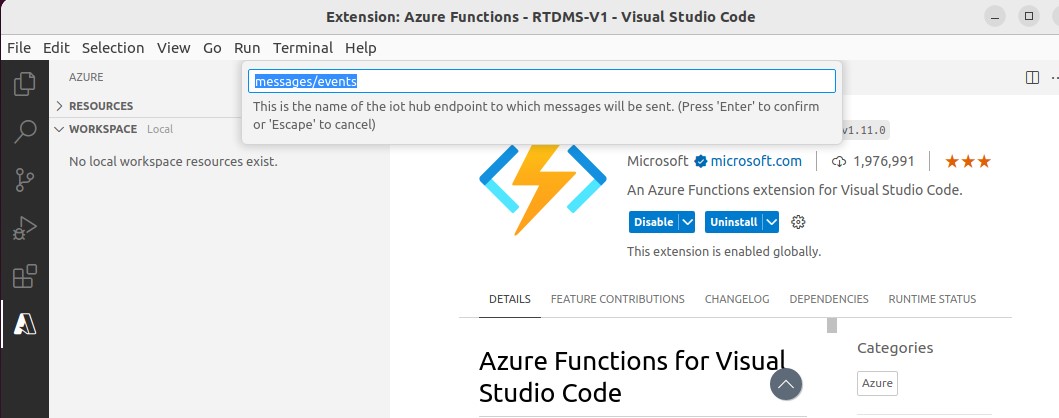 Extension: Azure Functions - RTDMS-V1 - Visual Studio Code
File Edit Selection View Go Run Terminal Help
AZURE
RESOURCES
WORKSPACE Local
No local workspace resources exist.
messages/events
This is the name of the iot hub endpoint to which messages will be sent. (Press 'Enter' to confirm
or 'Escape' to cancel)
v1.11.0
Microsoft microsoft.com 1,976,991
An Azure Functions extension for Visual Studio Code.
Disable Uninstall
This extension is enabled globally.
DETAILS FEATURE CONTRIBUTIONS CHANGELOG DEPENDENCIES RUNTIME STATUS
Azure Functions for Visual
Studio Code
Categories
Azure